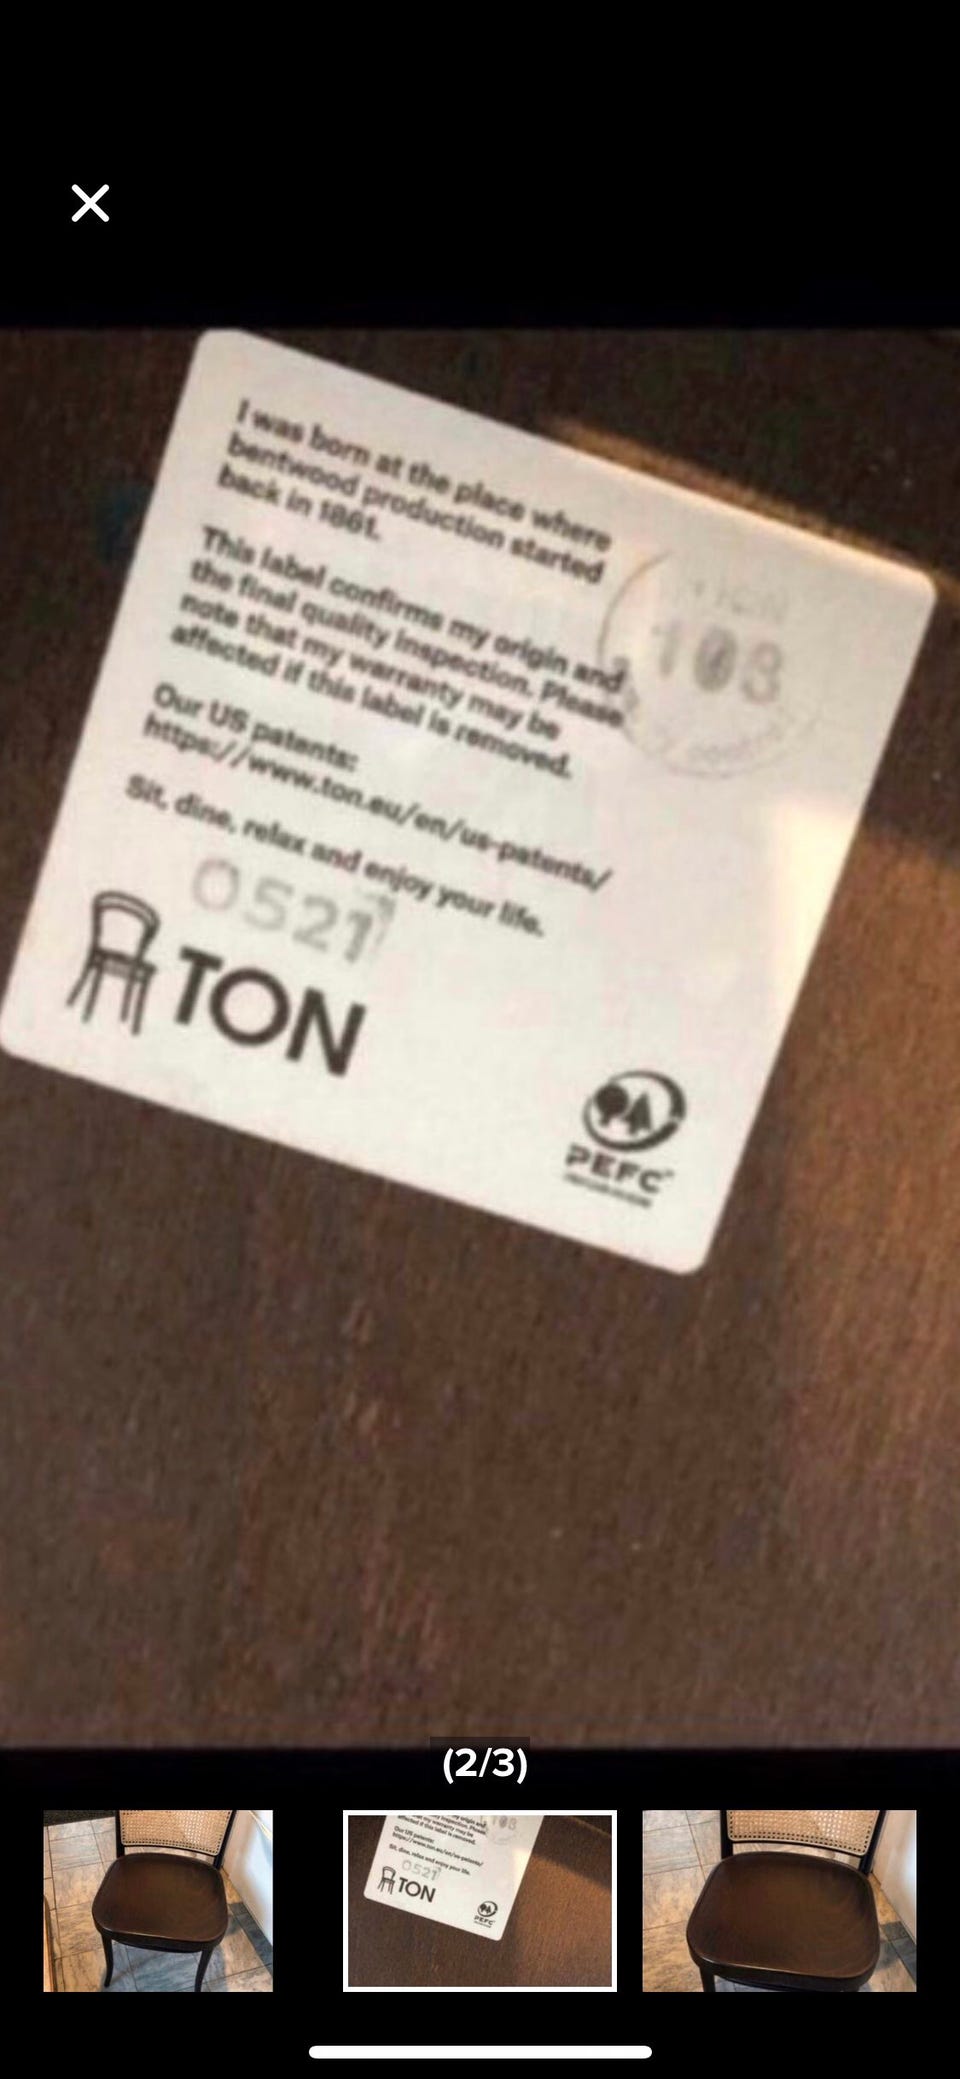 I was born at the place where
bentwood production started
back in 1861.
This label confirms my origin and
the final quality inspection. Please
note that my warranty may be
affected if this label is removed.
Our US patents:
https://www.ton.eu/en/us-patents/
Sit, dine, relax and enjoy your life.
103
0521
TON
PEFC
(2/3)
0521
TON
PEFC